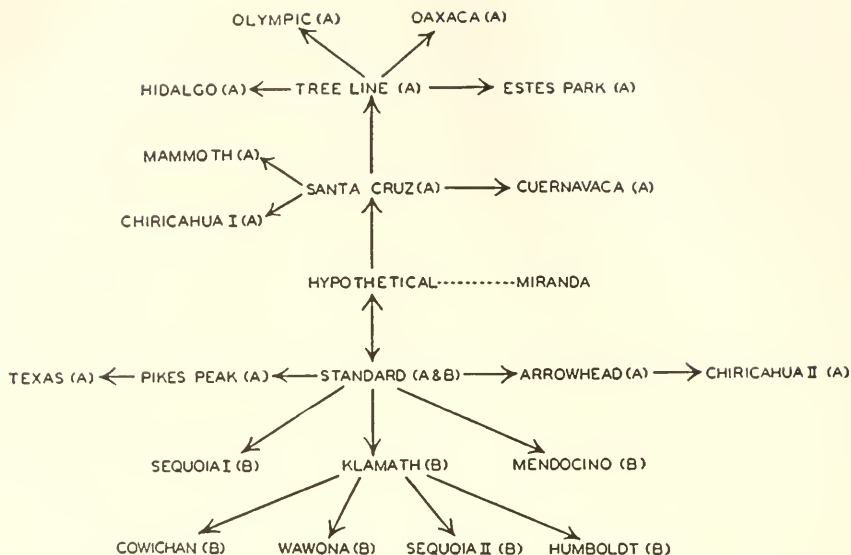 OLYMPIC (A) OAXACA (A)
HIDALGO (A) TREE LINE (A) ESTES PARK (A)
MAMMOTH (A)
SANTA CRUZ (A) CUERNAVACA (A)
CHIRICAHUA I (A)
HYPOTHETICAL MIRANDA
TEXAS (A) PIKES PEAK (A) STANDARD (A & B) ARROWHEAD (A) CHIRICAHUA II (A)
SEQUOIA I (B) KLAMATH (B) MENDOCINO (B)
COWICHAN (B) WAWONA (B) SEQUOIA II (B) HUMBOLDT (B)